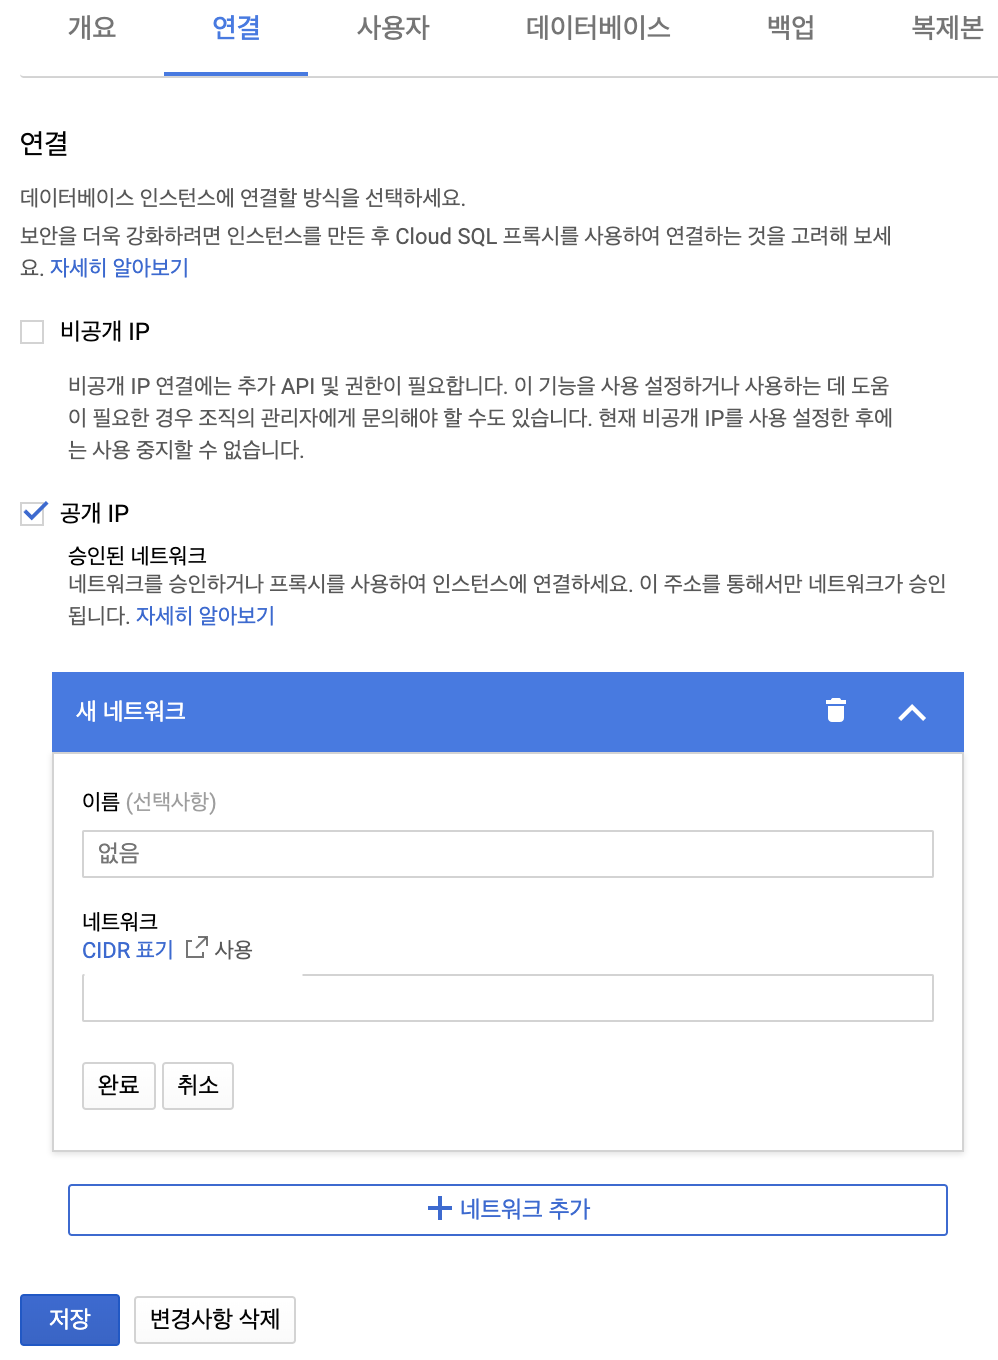 개요 연결 사용자 데이터베이스 백업 복제본
연결
데이터베이스 인스턴스에 연결할 방식을 선택하세요.
보안을 더욱 강화하려면 인스턴스를 만든 후 Cloud SQL 프록시를 사용하여 연결하는 것을 고려해 보세
요. 자세히 알아보기
비공개 IP
비공개 IP 연결에는 추가 API 및 권한이 필요합니다. 이 기능을 사용 설정하거나 사용하는 데 도움
이 필요한 경우 조직의 관리자에게 문의해야 할 수도 있습니다. 현재 비공개 IP를 사용 설정한 후에
는 사용 중지할 수 없습니다.
공개 IP
승인된 네트워크
네트워크를 승인하거나 프록시를 사용하여 인스턴스에 연결하세요. 이 주소를 통해서만 네트워크가 승인
됩니다. 자세히 알아보기
새 네트워크
이름 (선택사항)
없음
네트워크
CIDR 표기 사용
완료 취소
네트워크 추가
저장 변경사항 삭제